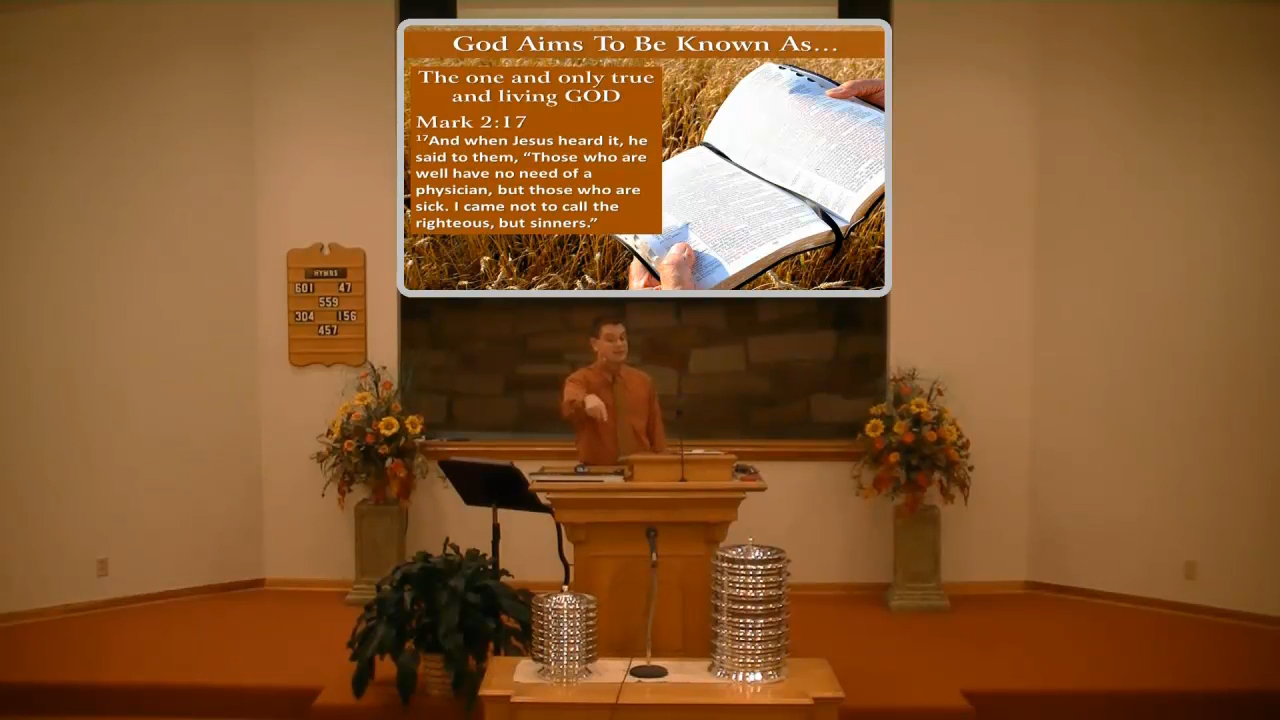 God Aims To Be Known As...
The one and only true
and living GOD
Mark 2:17
17And when Jesus heard it, he
said to them, “Those who are
well have no need of a
physician, but those who are
sick. I came not to call the
righteous, but sinners.”
HYMNS
601 47
559
304 156
457